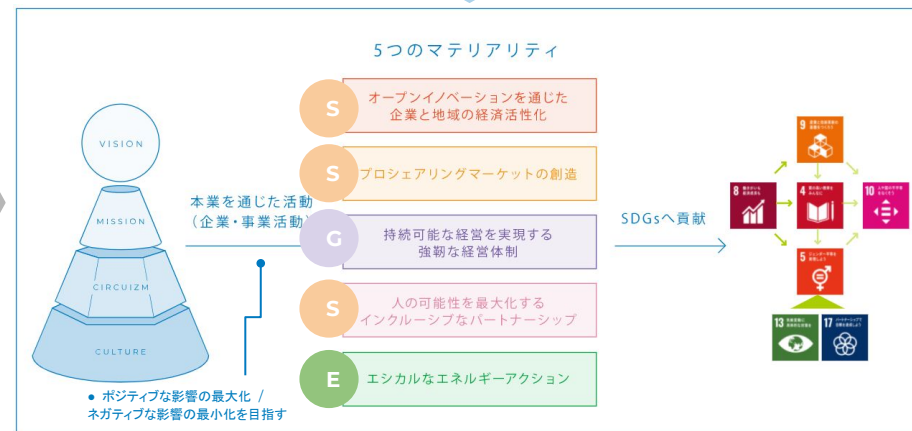 5つのマテリアリティ
VISION
MISSION
CIRCUIZM
CULTURE
本業を通じた活動
(企業・事業活動)
● ポジティブな影響の最大化 /
ネガティブな影響の最小化を目指す
S
オープンイノベーションを通じた
企業と地域の経済活性化
S
プロシェアリングマーケットの創造
G
持続可能な経営を実現する
強靭な経営体制
S
人の可能性を最大化する
インクルーシブなパートナーシップ
E
エシカルなエネルギーアクション
SDGsへ貢献
9
8
4
10
5
13
17